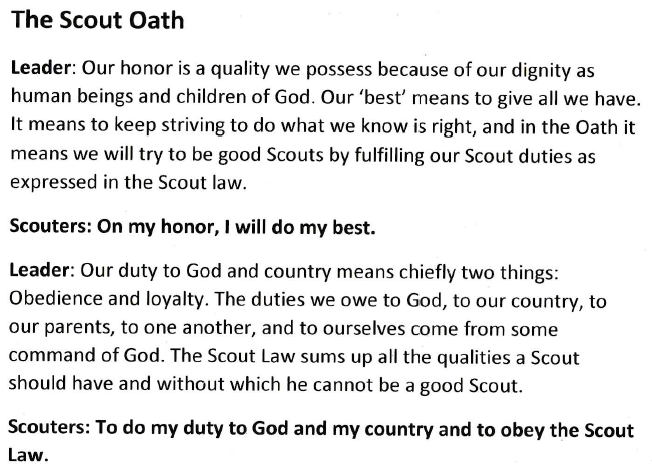 The Scout Oath
Leader: Our honor is a quality we possess because of our dignity as
human beings and children of God. Our ‘best’ means to give all we have.
It means to keep striving to do what we know is right, and in the Oath it
means we will try to be good Scouts by fulfilling our Scout duties as
expressed in the Scout law.
Scouters: On my honor, I will do my best.
Leader: Our duty to God and country means chiefly two things:
Obedience and loyalty. The duties we owe to God, to our country, to
our parents, to one another, and to ourselves come from some
command of God. The Scout Law sums up all the qualities a Scout
should have and without which he cannot be a good Scout.
Scouters: To do my duty to God and my country and to obey the Scout
Law.